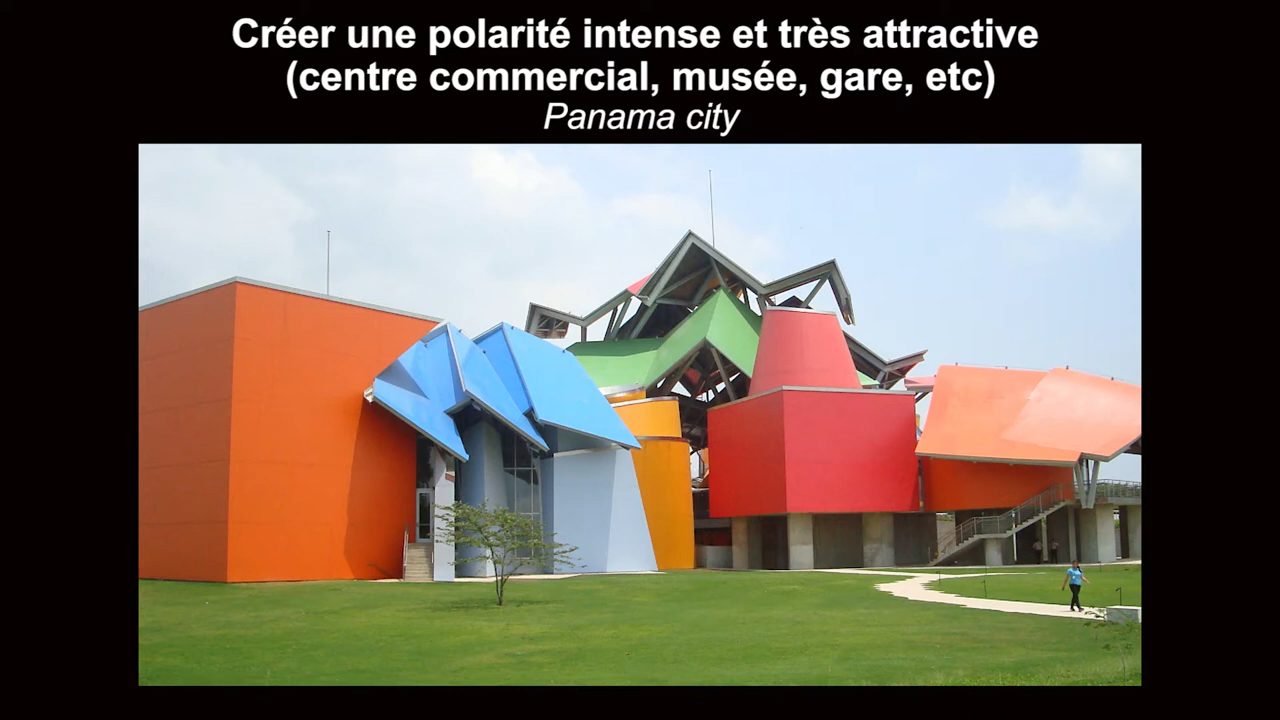 Créer une polarité intense et très attractive
(centre commercial, musée, gare, etc)
Panama city